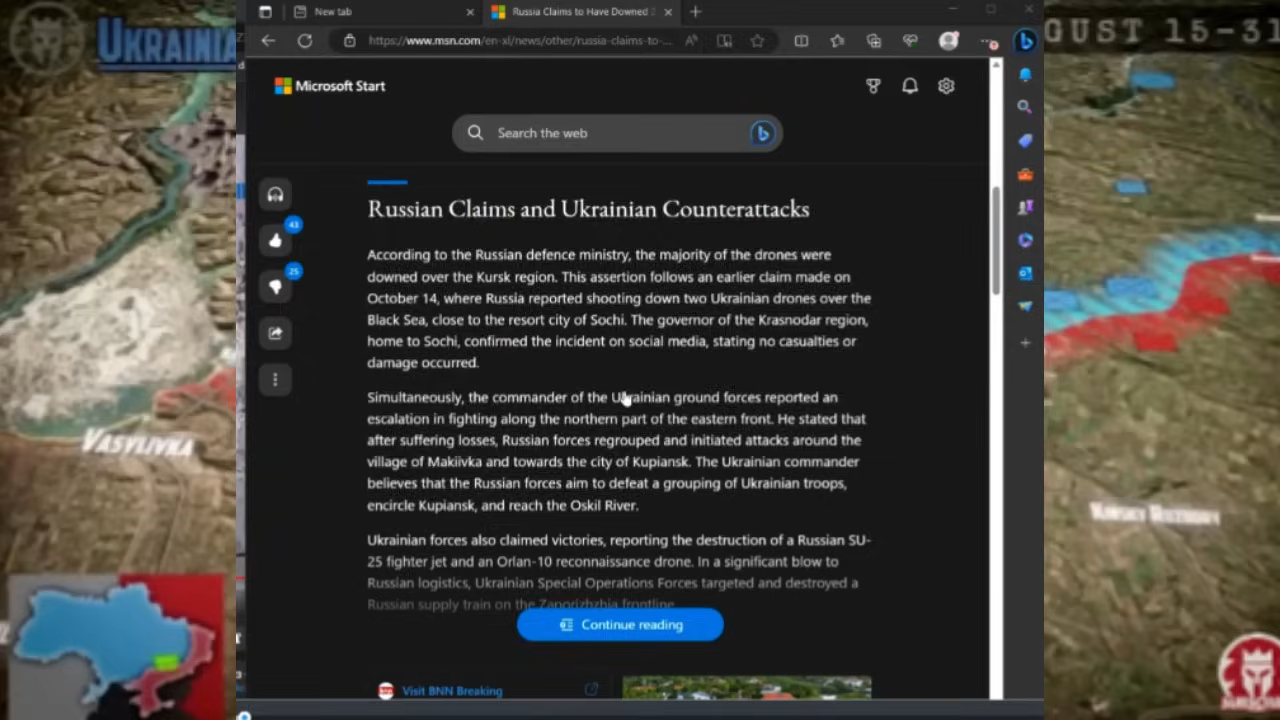 UKRAINIA
GUST 15-31
New tab
Russia Claims to Have Downed 2
https://www.msn.com/en-xl/news/other/russia-claims-to-...
Microsoft Start
Search the web
Russian Claims and Ukrainian Counterattacks
43
25
According to the Russian defence ministry, the majority of the drones were
downed over the Kursk region. This assertion follows an earlier claim made on
October 14, where Russia reported shooting down two Ukrainian drones over the
Black Sea, close to the resort city of Sochi. The governor of the Krasnodar region,
home to Sochi, confirmed the incident on social media, stating no casualties or
damage occurred.
Simultaneously, the commander of the Ukrainian ground forces reported an
escalation in fighting along the northern part of the eastern front. He stated that
after suffering losses, Russian forces regrouped and initiated attacks around the
village of Makiivka and towards the city of Kupiansk. The Ukrainian commander
believes that the Russian forces aim to defeat a grouping of Ukrainian troops,
encircle Kupiansk, and reach the Oskil River.
VASYLIVKA
Ukrainian forces also claimed victories, reporting the destruction of a Russian SU-
25 fighter jet and an Orlan-10 reconnaissance drone. In a significant blow to
Russian logistics, Ukrainian Special Operations Forces targeted and destroyed a
Russian supply train on the Zaporizhzhia frontline.
Continue reading
Visit BNN Breaking